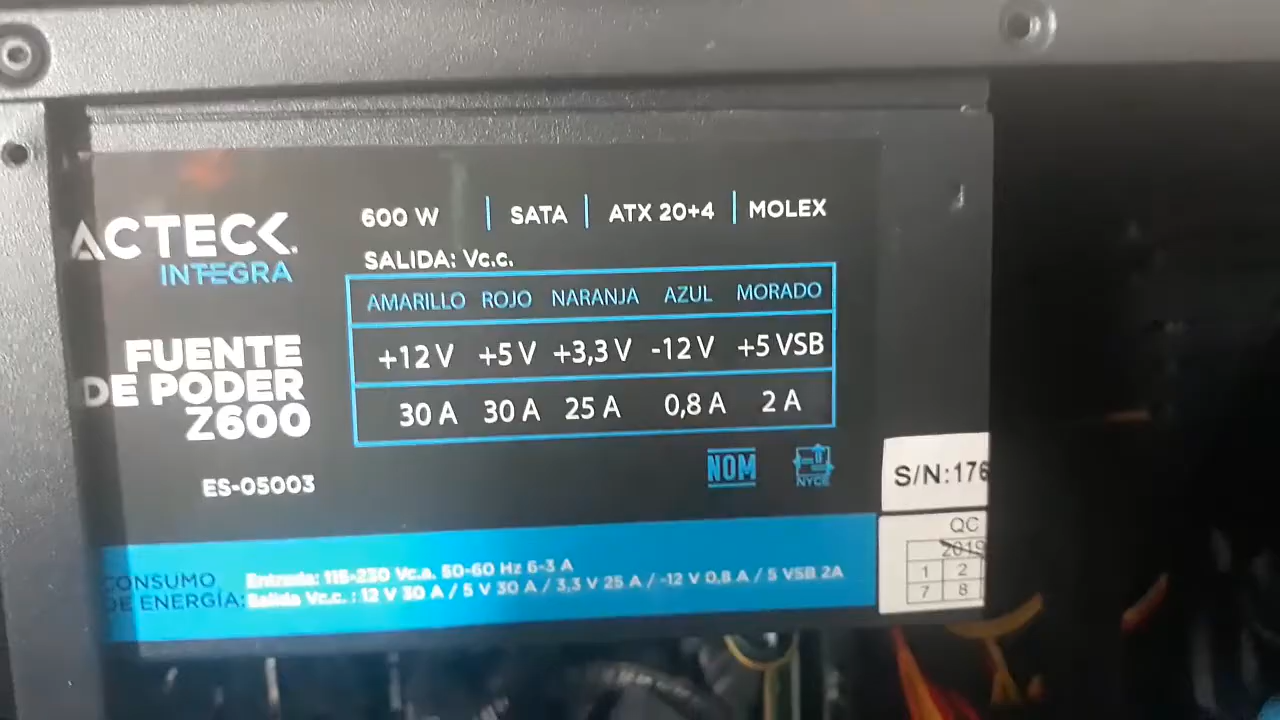 ACTECK.
INTEGRA
FUENTE
DE PODER
Z600
ES-05003
600 W | SATA | ATX 20+4 | MOLEX
SALIDA: Vc.c.
AMARILLO ROJO NARANJA AZUL MORADO
+12 V +5 V +3,3 V -12 V +5 VSB
30 A 30 A 25 A 0,8 A 2 A
NOM
NYCE
S/N:176
QC
2019
1 2
7 8
CONSUMO
DE ENERGÍA:
Entrada: 115-230 Vc.a. 50-60 Hz 6-3 A
Salida Vc.c. : 12 V 30 A / 5 V 30 A / 3,3 V 25 A / -12 V 0,8 A / 5 VSB 2A